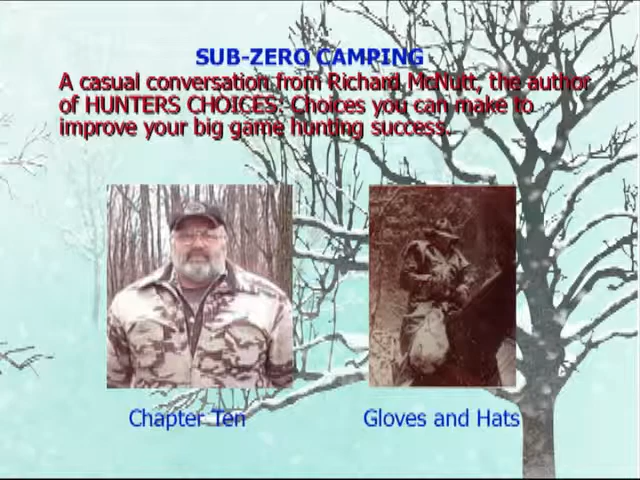 SUB-ZERO CAMPING
A casual conversation from Richard McNutt, the author
of HUNTERS CHOICES: Choices you can make to
improve your big game hunting success.
Chapter Ten
Gloves and Hats